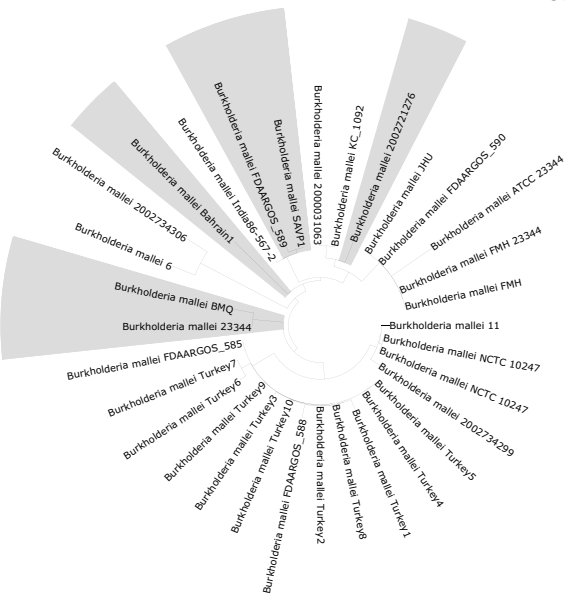 Burkholderia mallei 2000031063
Burkholderia mallei KC_1092
Burkholderia mallei 2002721276
Burkholderia mallei JHU
Burkholderia mallei FDAARGOS_590
Burkholderia mallei ATCC 23344
Burkholderia mallei FMH 23344
Burkholderia mallei FMH
Burkholderia mallei 11
Burkholderia mallei NCTC 10247
Burkholderia mallei NCTC 10247
Burkholderia mallei 2002734299
Burkholderia mallei Turkey5
Burkholderia mallei Turkey4
Burkholderia mallei Turkey1
Burkholderia mallei Turkey8
Burkholderia mallei Turkey2
Burkholderia mallei FDAARGOS_588
Burkholderia mallei Turkey10
Burkholderia mallei Turkey3
Burkholderia mallei Turkey9
Burkholderia mallei Turkey6
Burkholderia mallei Turkey7
Burkholderia mallei FDAARGOS_585
Burkholderia mallei 23344
Burkholderia mallei BMQ
Burkholderia mallei 6
Burkholderia mallei 2002734306
Burkholderia mallei Bahrain1
Burkholderia mallei India86-567-2
Burkholderia mallei FDAARGOS_589
Burkholderia mallei SAVP1